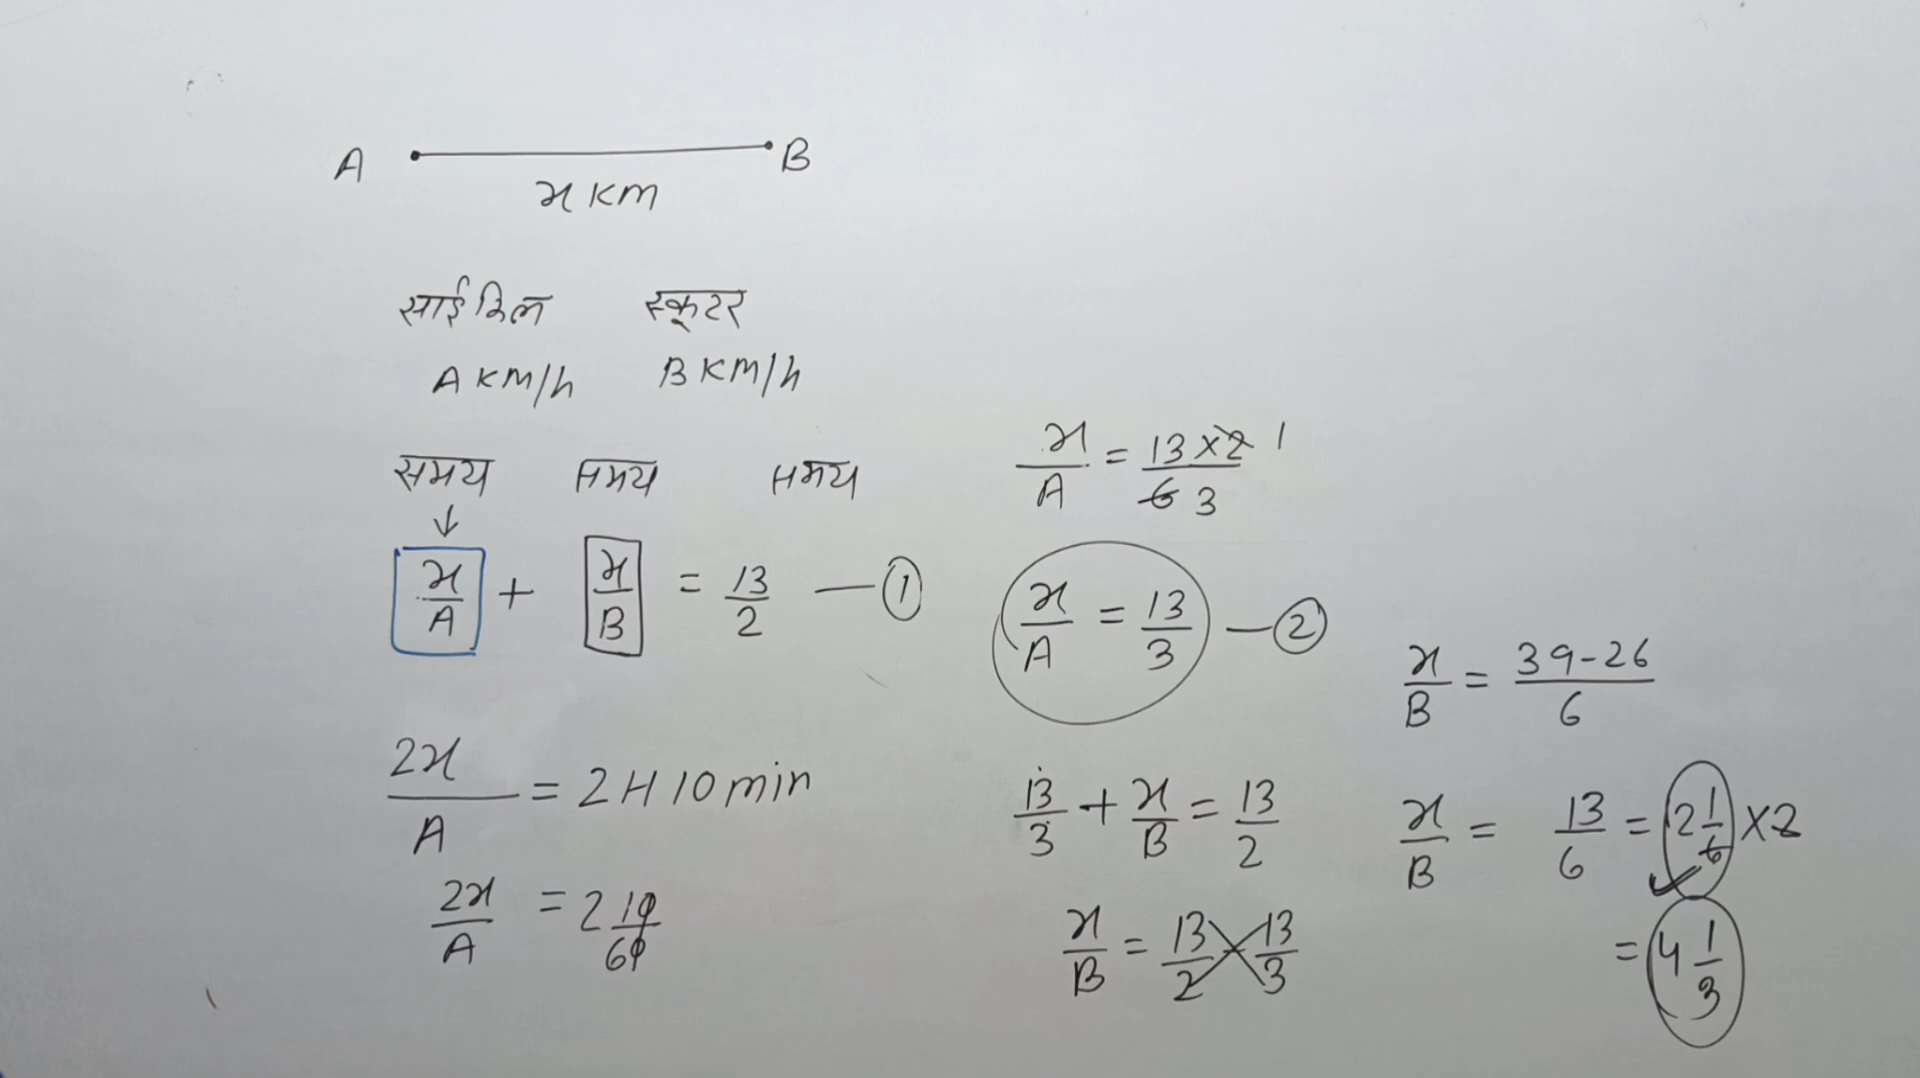 A B
x KM
साईकिल स्कूटर
A KM/h B KM/h
समय समय समय
↓
x/A + x/B = 13/2 — ①
2x/A = 2H 10 min
2x/A = 2 10/60
x/A = 13×2 1/6 3
x/A = 13/3 — ②
13/3 + x/B = 13/2
x/B = 13/2 13/3
x/B = 39-26/6
x/B = 13/6 = 2 1/6 ×2
= 4 1/3